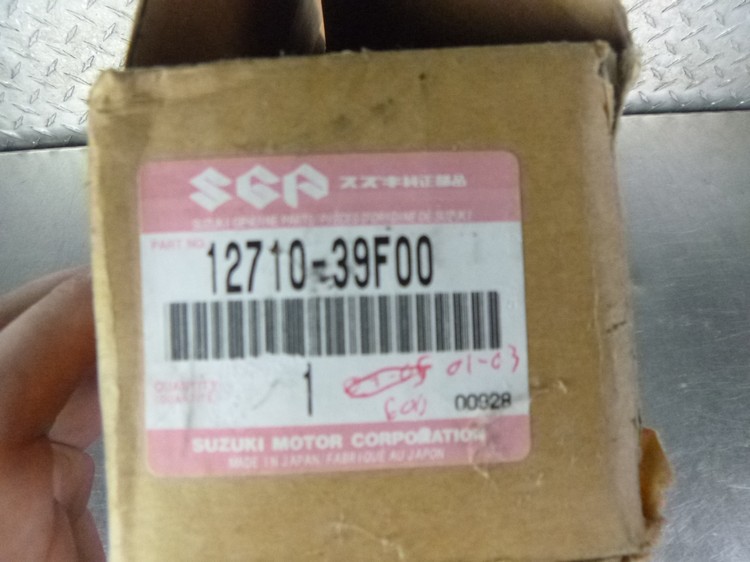 SGP スズキ純正部品
SUZUKI GENUINE PARTS/PIECES D'ORIGINE DE SUZUKI
PART NO.
12710-39F00
QUANTITY
(QUALITE)
1
01-03
600
00928
SUZUKI MOTOR CORPORATION
MADE IN JAPAN, FABRIQUE AU JAPON